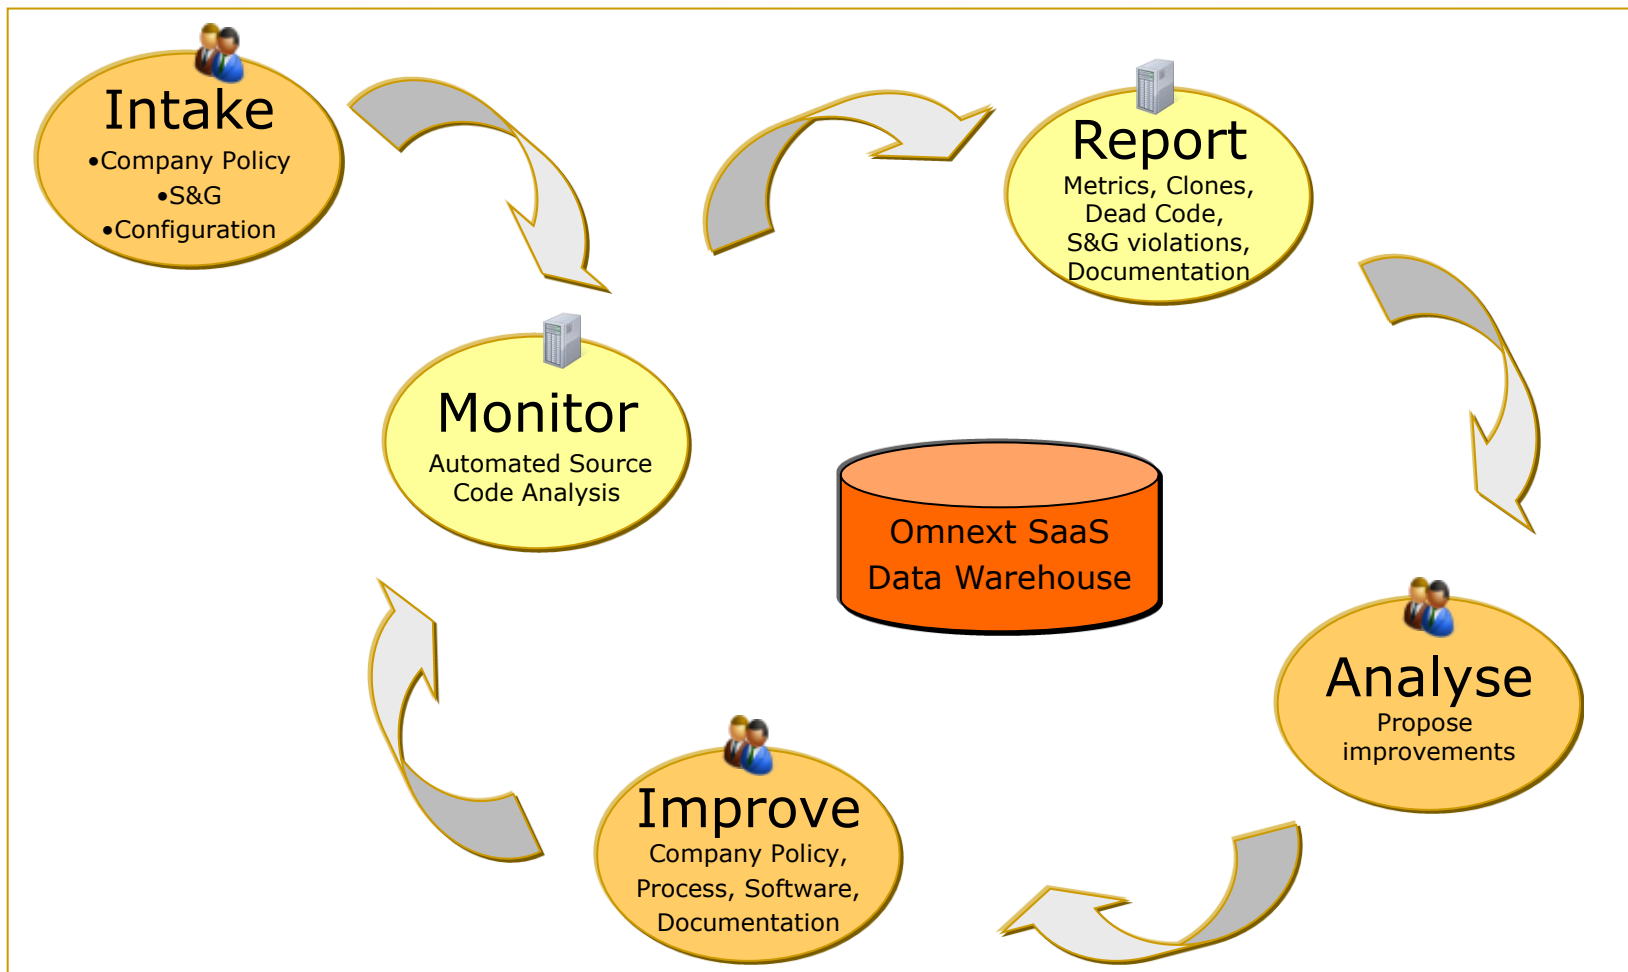 Intake
•Company Policy
•S&G
•Configuration
Report
Metrics, Clones,
Dead Code,
S&G violations,
Documentation
Monitor
Automated Source
Code Analysis
Omnext SaaS
Data Warehouse
Analyse
Propose
improvements
Improve
Company Policy,
Process, Software,
Documentation